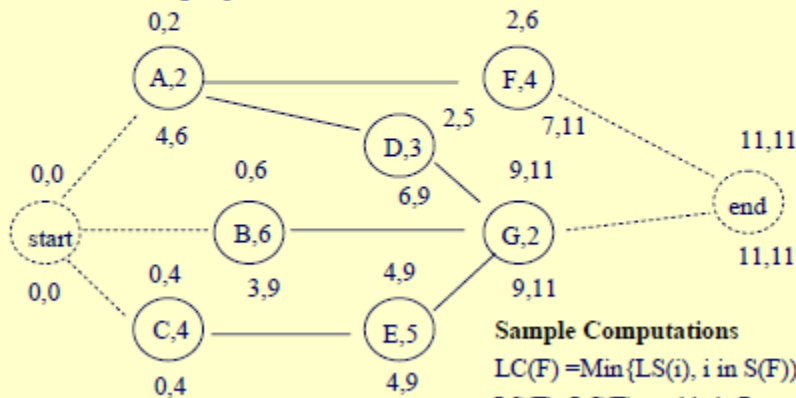 0,2
2,6
A,2
F,4
4,6
2,5
7,11
D,3
11,11
0,0
0,6
9,11
6,9
start
B,6
G,2
end
0,0
0,4
3,9
4,9
9,11
11,11
C,4
E,5
Sample Computations
0,4
4,9
LC(F) =Min{LS(i), i in S(F))